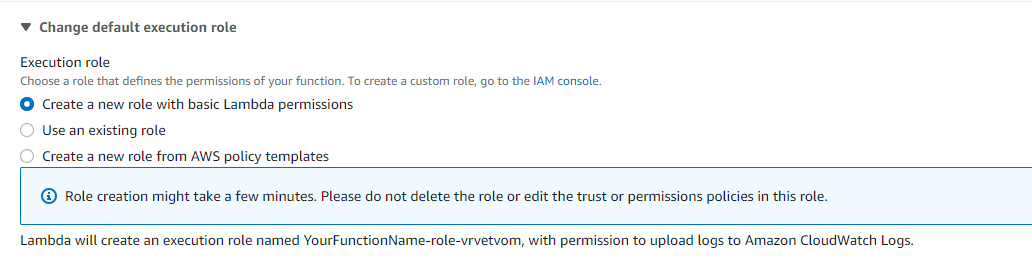 Change default execution role
Execution role
Choose a role that defines the permissions of your function. To create a custom role, go to the IAM console.
Create a new role with basic Lambda permissions
Use an existing role
Create a new role from AWS policy templates
Role creation might take a few minutes. Please do not delete the role or edit the trust or permissions policies in this role.
Lambda will create an execution role named YourFunctionName-role-vrvetvom, with permission to upload logs to Amazon CloudWatch Logs.